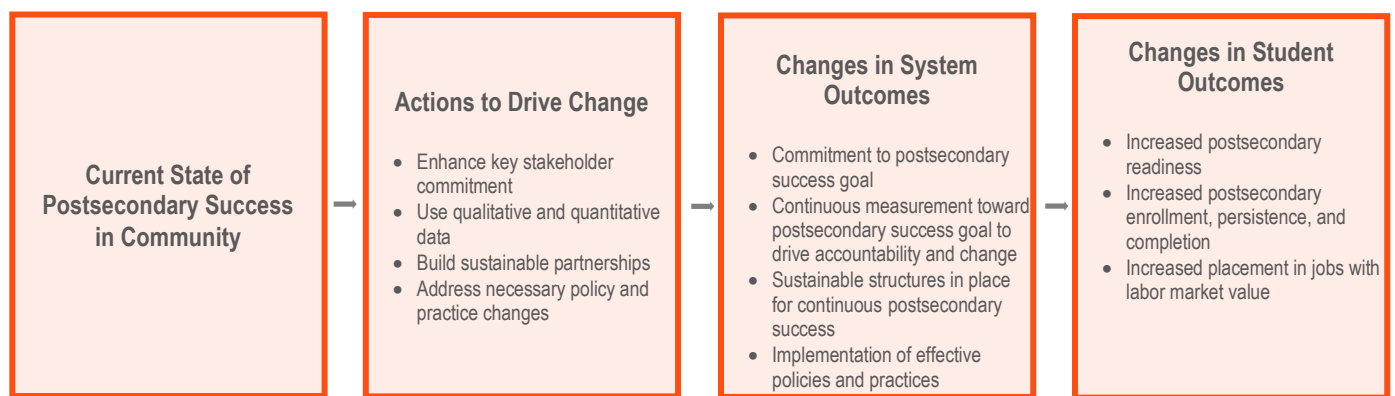 Current State of
Postsecondary Success
in Community
Actions to Drive Change
● Enhance key stakeholder
commitment
● Use qualitative and quantitative
data
● Build sustainable partnerships
● Address necessary policy and
practice changes
Changes in System
Outcomes
● Commitment to postsecondary
success goal
● Continuous measurement toward
postsecondary success goal to
drive accountability and change
● Sustainable structures in place
for continuous postsecondary
success
● Implementation of effective
policies and practices
Changes in Student
Outcomes
● Increased postsecondary
readiness
● Increased postsecondary
enrollment, persistence, and
completion
● Increased placement in jobs with
labor market value